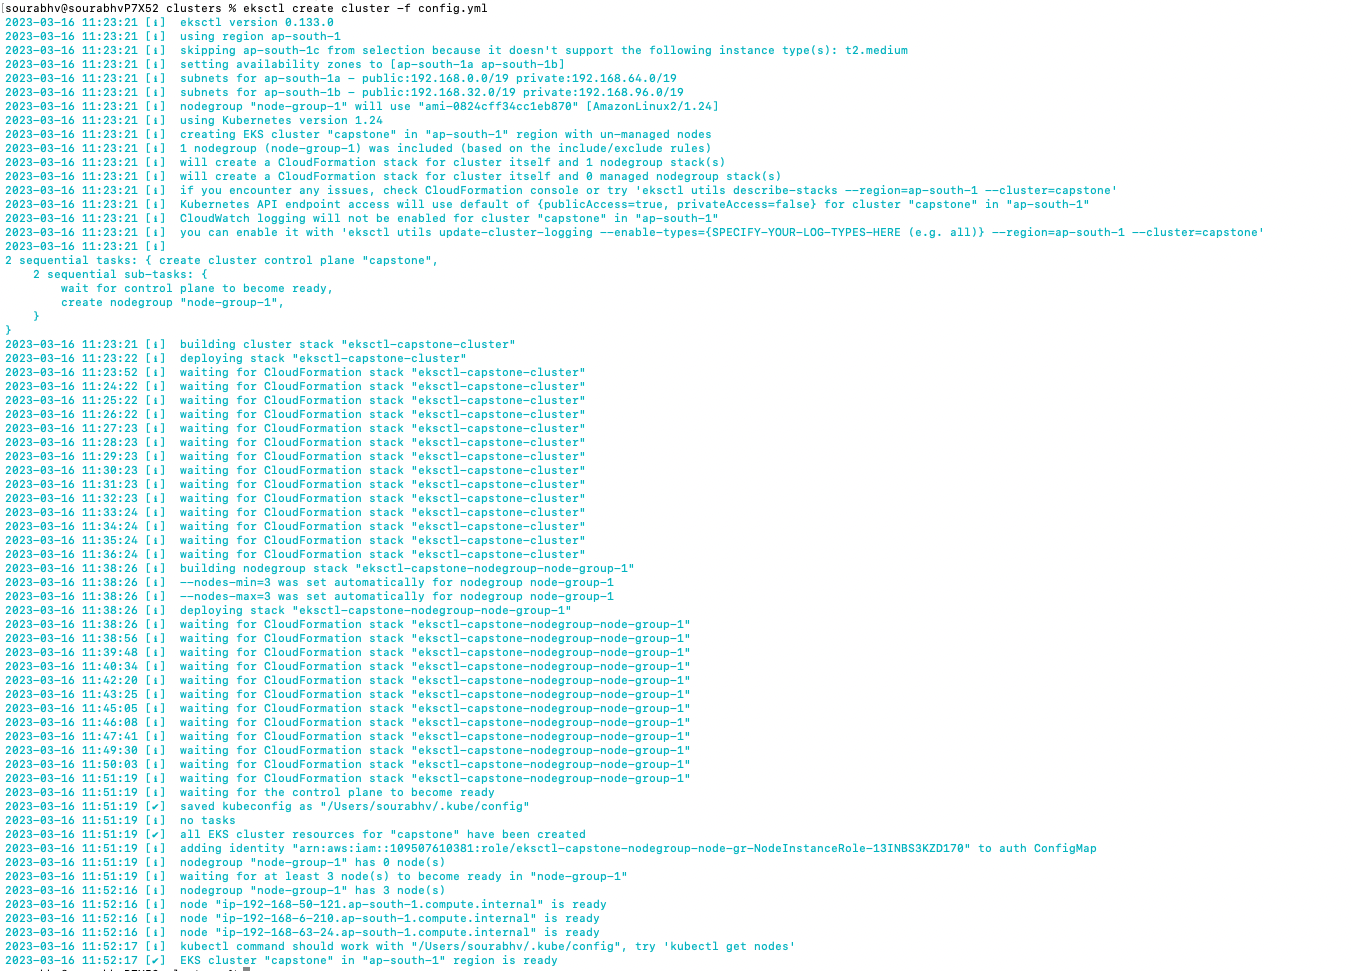 [sourabhv@sourabhvP7X52 clusters % eksctl create cluster -f config.yml
2023-03-16 11:23:21 [ℹ]  eksctl version 0.133.0
2023-03-16 11:23:21 [ℹ]  using region ap-south-1
2023-03-16 11:23:21 [ℹ]  skipping ap-south-1c from selection because it doesn't support the following instance type(s): t2.medium
2023-03-16 11:23:21 [ℹ]  setting availability zones to [ap-south-1a ap-south-1b]
2023-03-16 11:23:21 [ℹ]  subnets for ap-south-1a - public:192.168.0.0/19 private:192.168.64.0/19
2023-03-16 11:23:21 [ℹ]  subnets for ap-south-1b - public:192.168.32.0/19 private:192.168.96.0/19
2023-03-16 11:23:21 [ℹ]  nodegroup "node-group-1" will use "ami-0824cff34cc1eb870" [AmazonLinux2/1.24]
2023-03-16 11:23:21 [ℹ]  using Kubernetes version 1.24
2023-03-16 11:23:21 [ℹ]  creating EKS cluster "capstone" in "ap-south-1" region with un-managed nodes
2023-03-16 11:23:21 [ℹ]  1 nodegroup (node-group-1) was included (based on the include/exclude rules)
2023-03-16 11:23:21 [ℹ]  will create a CloudFormation stack for cluster itself and 1 nodegroup stack(s)
2023-03-16 11:23:21 [ℹ]  will create a CloudFormation stack for cluster itself and 0 managed nodegroup stack(s)
2023-03-16 11:23:21 [ℹ]  if you encounter any issues, check CloudFormation console or try 'eksctl utils describe-stacks --region=ap-south-1 --cluster=capstone'
2023-03-16 11:23:21 [ℹ]  Kubernetes API endpoint access will use default of {publicAccess=true, privateAccess=false} for cluster "capstone" in "ap-south-1"
2023-03-16 11:23:21 [ℹ]  CloudWatch logging will not be enabled for cluster "capstone" in "ap-south-1"
2023-03-16 11:23:21 [ℹ]  you can enable it with 'eksctl utils update-cluster-logging --enable-types={SPECIFY-YOUR-LOG-TYPES-HERE (e.g. all)} --region=ap-south-1 --cluster=capstone'
2023-03-16 11:23:21 [ℹ]
2 sequential tasks: { create cluster control plane "capstone",
    2 sequential sub-tasks: {
        wait for control plane to become ready,
        create nodegroup "node-group-1",
    }
}
2023-03-16 11:23:21 [ℹ]  building cluster stack "eksctl-capstone-cluster"
2023-03-16 11:23:22 [ℹ]  deploying stack "eksctl-capstone-cluster"
2023-03-16 11:23:52 [ℹ]  waiting for CloudFormation stack "eksctl-capstone-cluster"
2023-03-16 11:24:22 [ℹ]  waiting for CloudFormation stack "eksctl-capstone-cluster"
2023-03-16 11:25:22 [ℹ]  waiting for CloudFormation stack "eksctl-capstone-cluster"
2023-03-16 11:26:22 [ℹ]  waiting for CloudFormation stack "eksctl-capstone-cluster"
2023-03-16 11:27:23 [ℹ]  waiting for CloudFormation stack "eksctl-capstone-cluster"
2023-03-16 11:28:23 [ℹ]  waiting for CloudFormation stack "eksctl-capstone-cluster"
2023-03-16 11:29:23 [ℹ]  waiting for CloudFormation stack "eksctl-capstone-cluster"
2023-03-16 11:30:23 [ℹ]  waiting for CloudFormation stack "eksctl-capstone-cluster"
2023-03-16 11:31:23 [ℹ]  waiting for CloudFormation stack "eksctl-capstone-cluster"
2023-03-16 11:32:23 [ℹ]  waiting for CloudFormation stack "eksctl-capstone-cluster"
2023-03-16 11:33:24 [ℹ]  waiting for CloudFormation stack "eksctl-capstone-cluster"
2023-03-16 11:34:24 [ℹ]  waiting for CloudFormation stack "eksctl-capstone-cluster"
2023-03-16 11:35:24 [ℹ]  waiting for CloudFormation stack "eksctl-capstone-cluster"
2023-03-16 11:36:24 [ℹ]  waiting for CloudFormation stack "eksctl-capstone-cluster"
2023-03-16 11:38:26 [ℹ]  building nodegroup stack "eksctl-capstone-nodegroup-node-group-1"
2023-03-16 11:38:26 [ℹ]  --nodes-min=3 was set automatically for nodegroup node-group-1
2023-03-16 11:38:26 [ℹ]  --nodes-max=3 was set automatically for nodegroup node-group-1
2023-03-16 11:38:26 [ℹ]  deploying stack "eksctl-capstone-nodegroup-node-group-1"
2023-03-16 11:38:26 [ℹ]  waiting for CloudFormation stack "eksctl-capstone-nodegroup-node-group-1"
2023-03-16 11:38:56 [ℹ]  waiting for CloudFormation stack "eksctl-capstone-nodegroup-node-group-1"
2023-03-16 11:39:48 [ℹ]  waiting for CloudFormation stack "eksctl-capstone-nodegroup-node-group-1"
2023-03-16 11:40:34 [ℹ]  waiting for CloudFormation stack "eksctl-capstone-nodegroup-node-group-1"
2023-03-16 11:42:20 [ℹ]  waiting for CloudFormation stack "eksctl-capstone-nodegroup-node-group-1"
2023-03-16 11:43:25 [ℹ]  waiting for CloudFormation stack "eksctl-capstone-nodegroup-node-group-1"
2023-03-16 11:45:05 [ℹ]  waiting for CloudFormation stack "eksctl-capstone-nodegroup-node-group-1"
2023-03-16 11:46:08 [ℹ]  waiting for CloudFormation stack "eksctl-capstone-nodegroup-node-group-1"
2023-03-16 11:47:41 [ℹ]  waiting for CloudFormation stack "eksctl-capstone-nodegroup-node-group-1"
2023-03-16 11:49:30 [ℹ]  waiting for CloudFormation stack "eksctl-capstone-nodegroup-node-group-1"
2023-03-16 11:50:03 [ℹ]  waiting for CloudFormation stack "eksctl-capstone-nodegroup-node-group-1"
2023-03-16 11:51:19 [ℹ]  waiting for CloudFormation stack "eksctl-capstone-nodegroup-node-group-1"
2023-03-16 11:51:19 [ℹ]  waiting for the control plane to become ready
2023-03-16 11:51:19 [✔]  saved kubeconfig as "/Users/sourabhv/.kube/config"
2023-03-16 11:51:19 [ℹ]  no tasks
2023-03-16 11:51:19 [✔]  all EKS cluster resources for "capstone" have been created
2023-03-16 11:51:19 [ℹ]  adding identity "arn:aws:iam::109507610381:role/eksctl-capstone-nodegroup-node-gr-NodeInstanceRole-13INBS3KZD170" to auth ConfigMap
2023-03-16 11:51:19 [ℹ]  nodegroup "node-group-1" has 0 node(s)
2023-03-16 11:51:19 [ℹ]  waiting for at least 3 node(s) to become ready in "node-group-1"
2023-03-16 11:52:16 [ℹ]  nodegroup "node-group-1" has 3 node(s)
2023-03-16 11:52:16 [ℹ]  node "ip-192-168-50-121.ap-south-1.compute.internal" is ready
2023-03-16 11:52:16 [ℹ]  node "ip-192-168-6-210.ap-south-1.compute.internal" is ready
2023-03-16 11:52:16 [ℹ]  node "ip-192-168-63-24.ap-south-1.compute.internal" is ready
2023-03-16 11:52:17 [ℹ]  kubectl command should work with "/Users/sourabhv/.kube/config", try 'kubectl get nodes'
2023-03-16 11:52:17 [✔]  EKS cluster "capstone" in "ap-south-1" region is ready